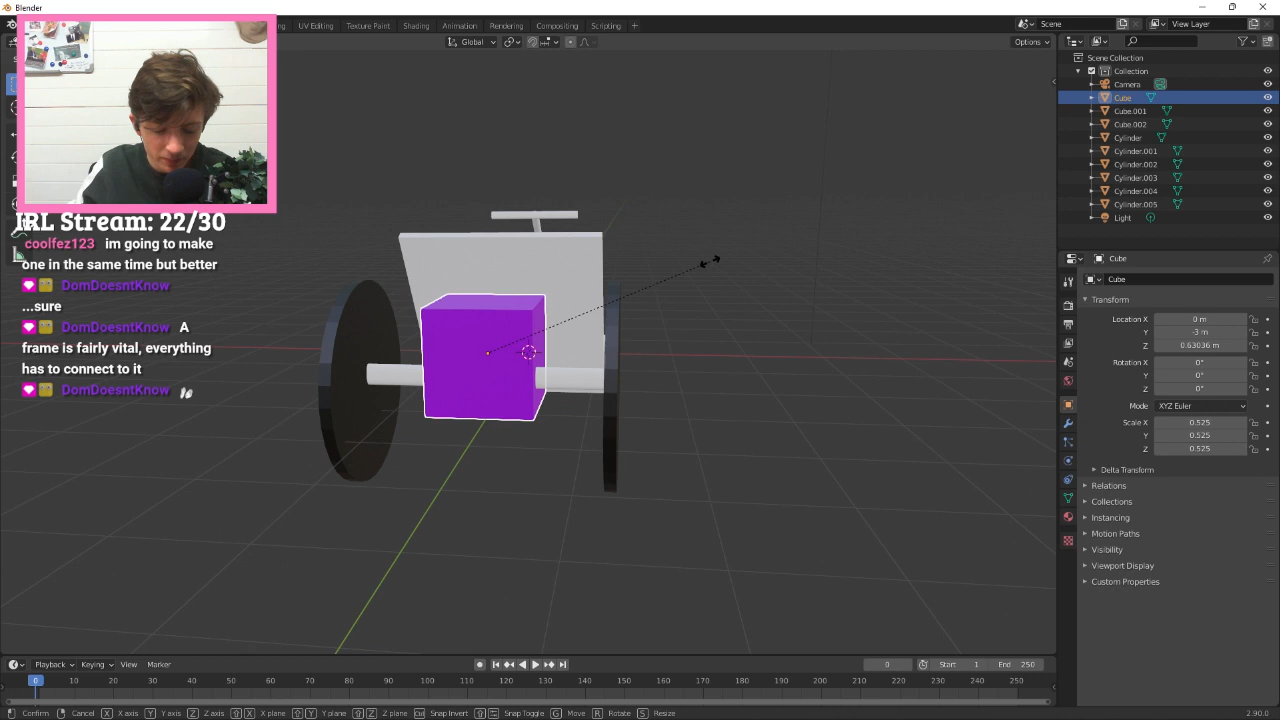 Blender
UV Editing
Texture Paint
Shading
Animation
Rendering
Compositing
Scripting
+
Scene
View Layer
Global
Options
IRL Stream: 22/30
coolfez123 im going to make
one in the same time but better
DomDoesntKnow
...sure
DomDoesntKnow A
frame is fairly vital, everything
has to connect to it
DomDoesntKnow
Scene Collection
Collection
Camera
Cube
Cube.001
Cube.002
Cylinder
Cylinder.001
Cylinder.002
Cylinder.003
Cylinder.004
Cylinder.005
Light
Cube
Cube
Transform
Location X 0 m
Y -3 m
Z 0.63036 m
Rotation X 0°
Y 0°
Z 0°
Mode XYZ Euler
Scale X 0.525
Y 0.525
Z 0.525
Delta Transform
Relations
Collections
Instancing
Motion Paths
Visibility
Viewport Display
Custom Properties
Playback Keying View Marker
0 Start 1 End 250
0 10 20 30 40 50 60 70 80 90 100 110 120 130 140 150 160 170 180 190 200 210 220 230 240 250
Confirm Cancel X X axis Y Y axis Z Z axis X X plane Y Y plane Z Z plane Ctrl Snap Invert Snap Toggle G Move R Rotate S Resize 2.90.0